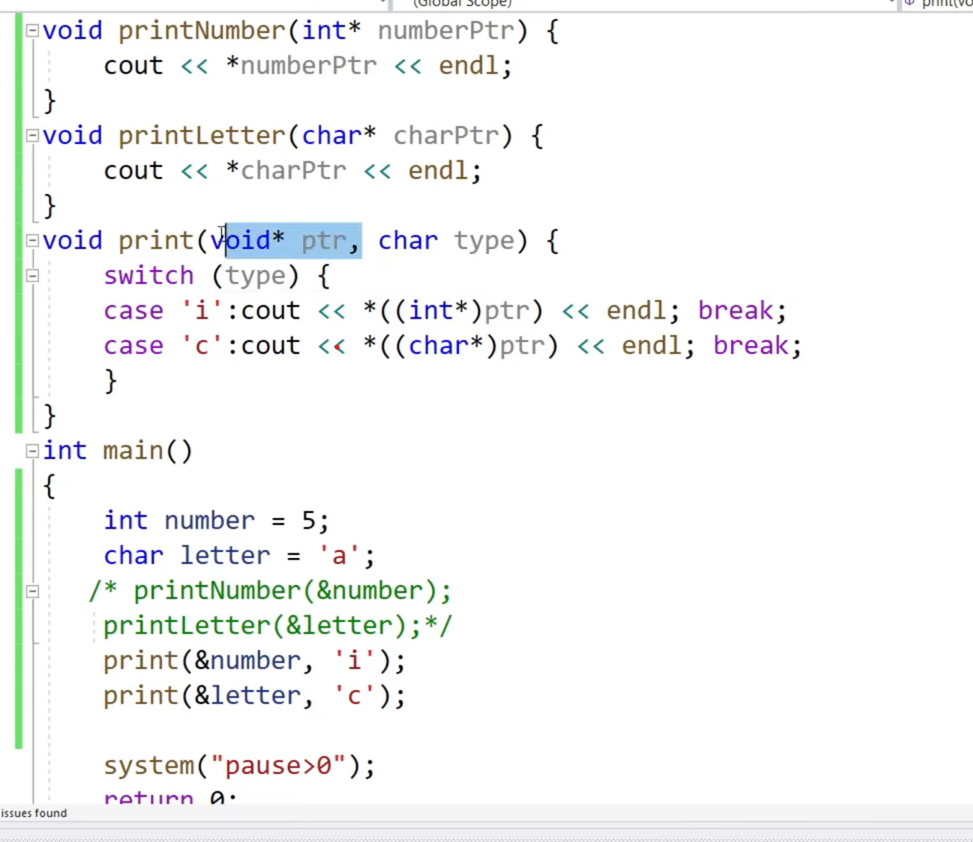 (Global Scope)
void printNumber(int* numberPtr) {
cout << *numberPtr << endl;
}
void printLetter(char* charPtr) {
cout << *charPtr << endl;
}
void print(void* ptr, char type) {
switch (type) {
case 'i':cout << *((int*)ptr) << endl; break;
case 'c':cout << *((char*)ptr) << endl; break;
}
}
int main()
{
int number = 5;
char letter = 'a';
/* printNumber(&number);
printLetter(&letter);*/
print(&number, 'i');
print(&letter, 'c');
system("pause>0");
return 0;
issues found